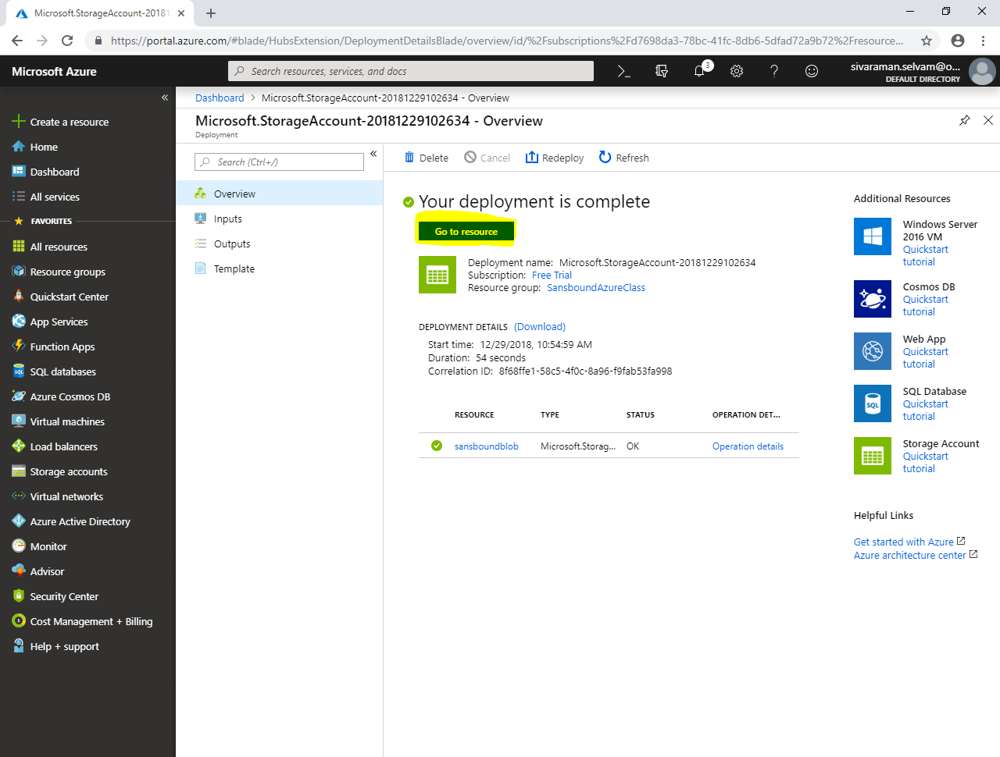 Microsoft.StorageAccount-20181
https://portal.azure.com/#blade/HubsExtension/DeploymentDetailsBlade/overview/id/%2Fsubscriptions%2Fd7698da3-78bc-41fc-8db6-5dfad72a9b72%2Fresource...
Microsoft Azure
Search resources, services, and docs
3
sivaraman.selvam@o...
DEFAULT DIRECTORY
Create a resource
Home
Dashboard
All services
FAVORITES
All resources
Resource groups
Quickstart Center
App Services
Function Apps
SQL databases
Azure Cosmos DB
Virtual machines
Load balancers
Storage accounts
Virtual networks
Azure Active Directory
Monitor
Advisor
Security Center
Cost Management + Billing
Help + support
Dashboard > Microsoft.StorageAccount-20181229102634 - Overview
Microsoft.StorageAccount-20181229102634 - Overview
Deployment
Search (Ctrl+/)
Overview
Inputs
Outputs
Template
Delete Cancel Redeploy Refresh
Your deployment is complete
Go to resource
Deployment name: Microsoft.StorageAccount-20181229102634
Subscription: Free Trial
Resource group: SansboundAzureClass
DEPLOYMENT DETAILS (Download)
Start time: 12/29/2018, 10:54:59 AM
Duration: 54 seconds
Correlation ID: 8f68ffe1-58c5-4f0c-8a96-f9fab53fa998
RESOURCE TYPE STATUS OPERATION DET...
sansboundblob Microsoft.Storag... OK Operation details
Additional Resources
Windows Server
2016 VM
Quickstart
tutorial
Cosmos DB
Quickstart
tutorial
Web App
Quickstart
tutorial
SQL
SQL Database
Quickstart
tutorial
Storage Account
Quickstart
tutorial
Helpful Links
Get started with Azure
Azure architecture center